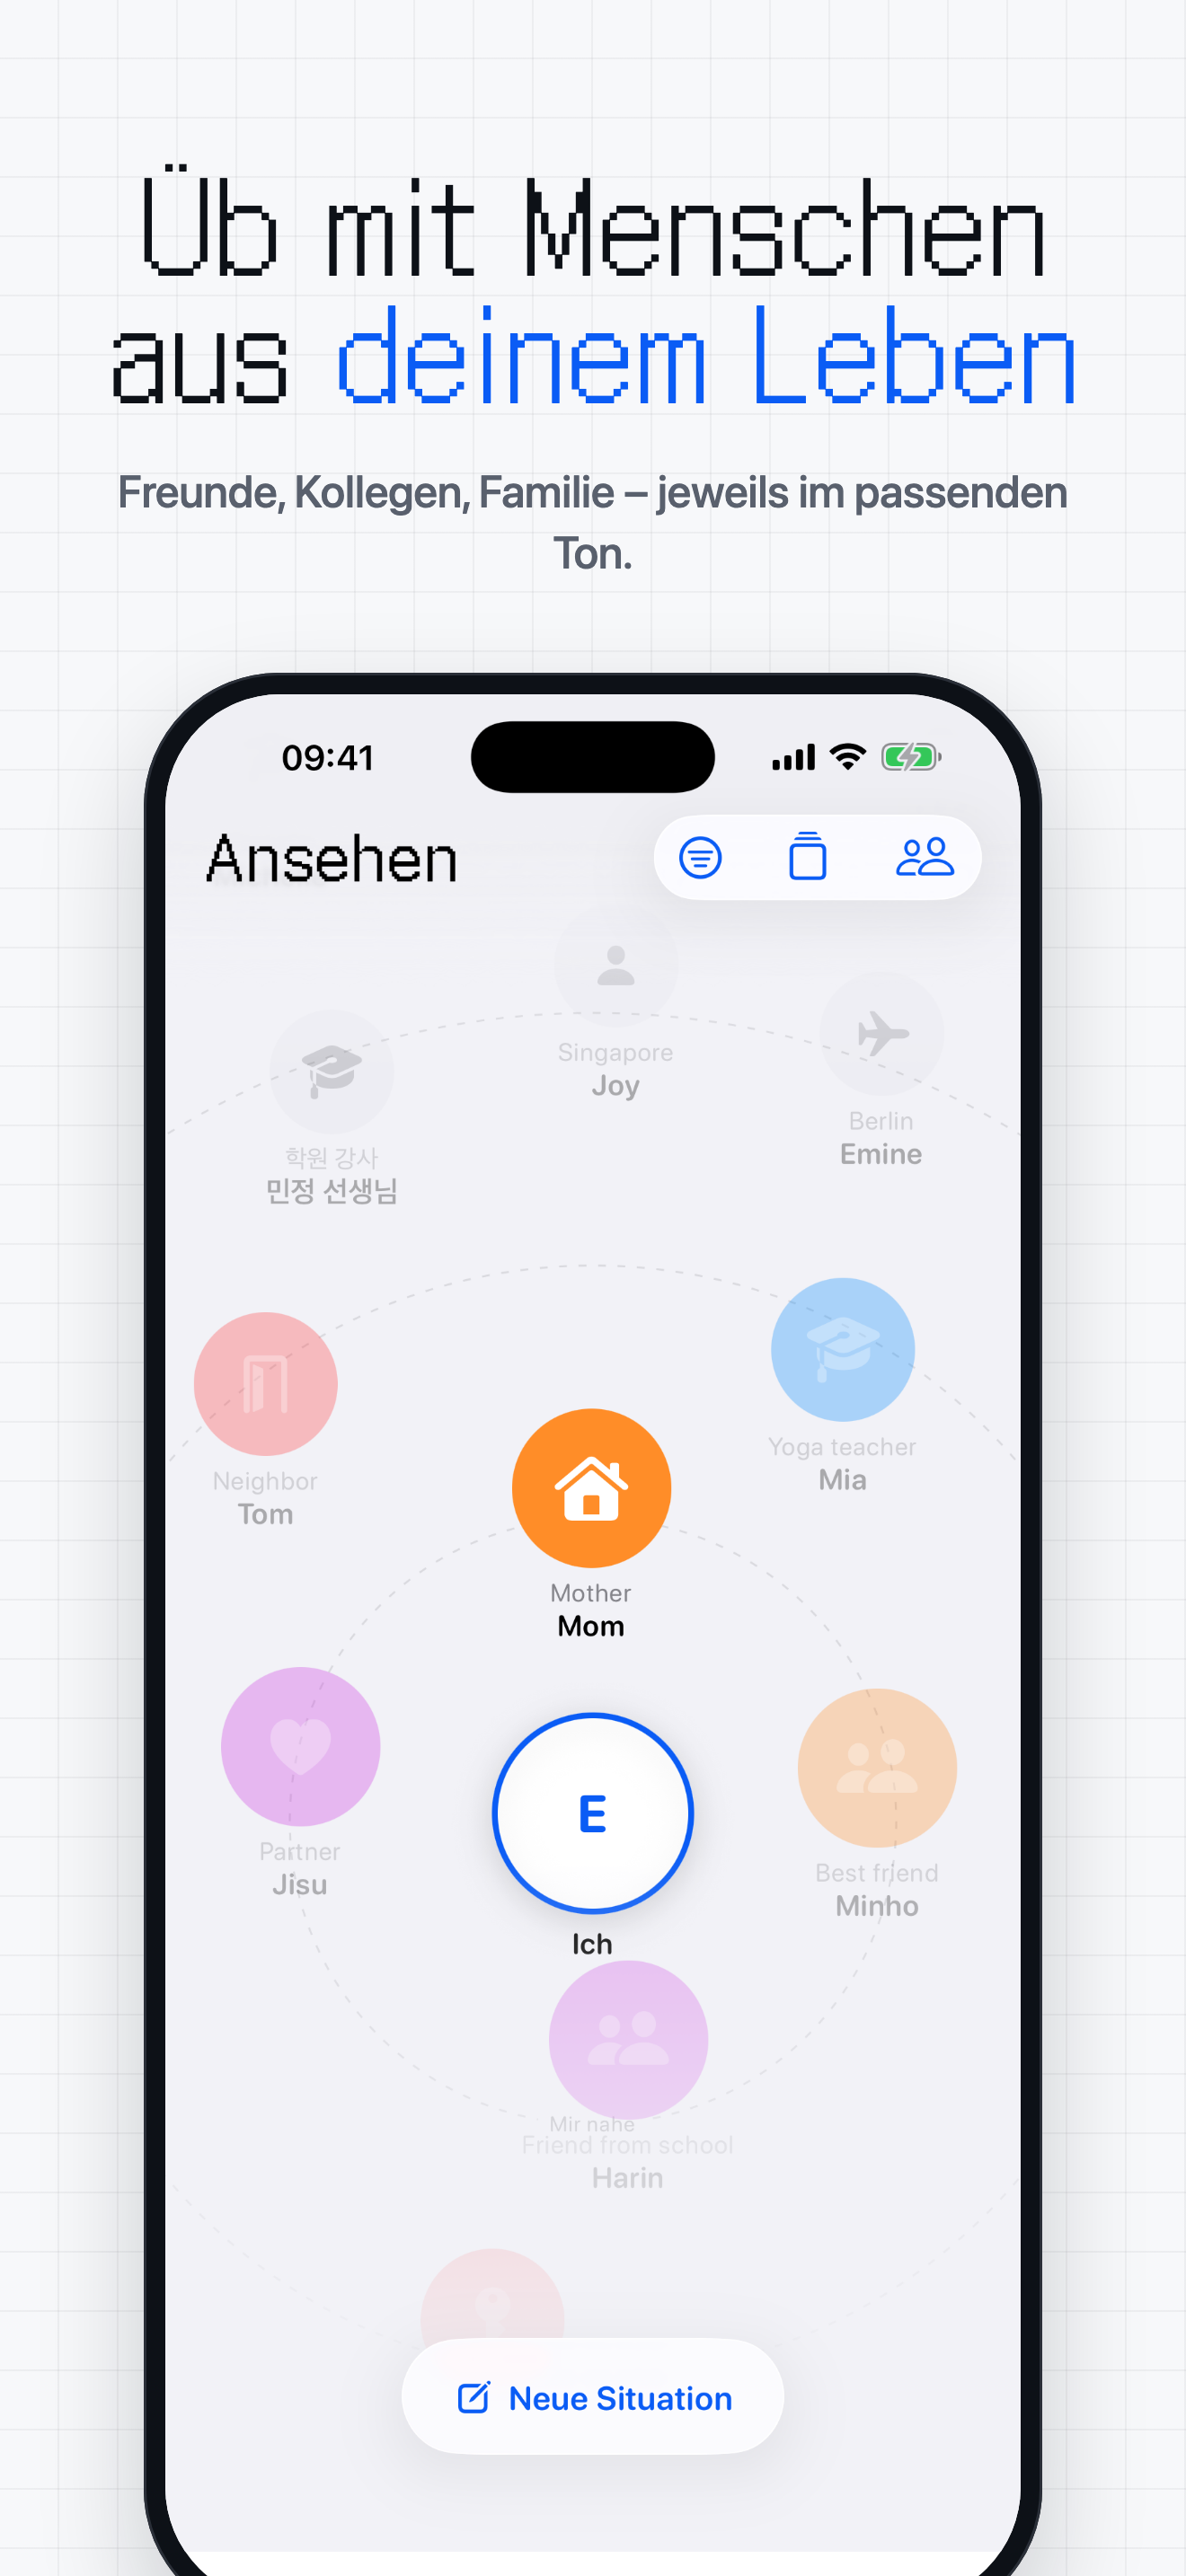 Üb mit Menschen
aus deinem Leben
Freunde, Kollegen, Familie – jeweils im passenden
Ton.
09:41
Ansehen
Singapore
Joy
Berlin
Emine
학원 강사
민정 선생님
Neighbor
Tom
Yoga teacher
Mia
Mother
Mom
Partner
Jisu
E
Ich
Best friend
Minho
Mir nahe
Friend from school
Harin
Neue Situation